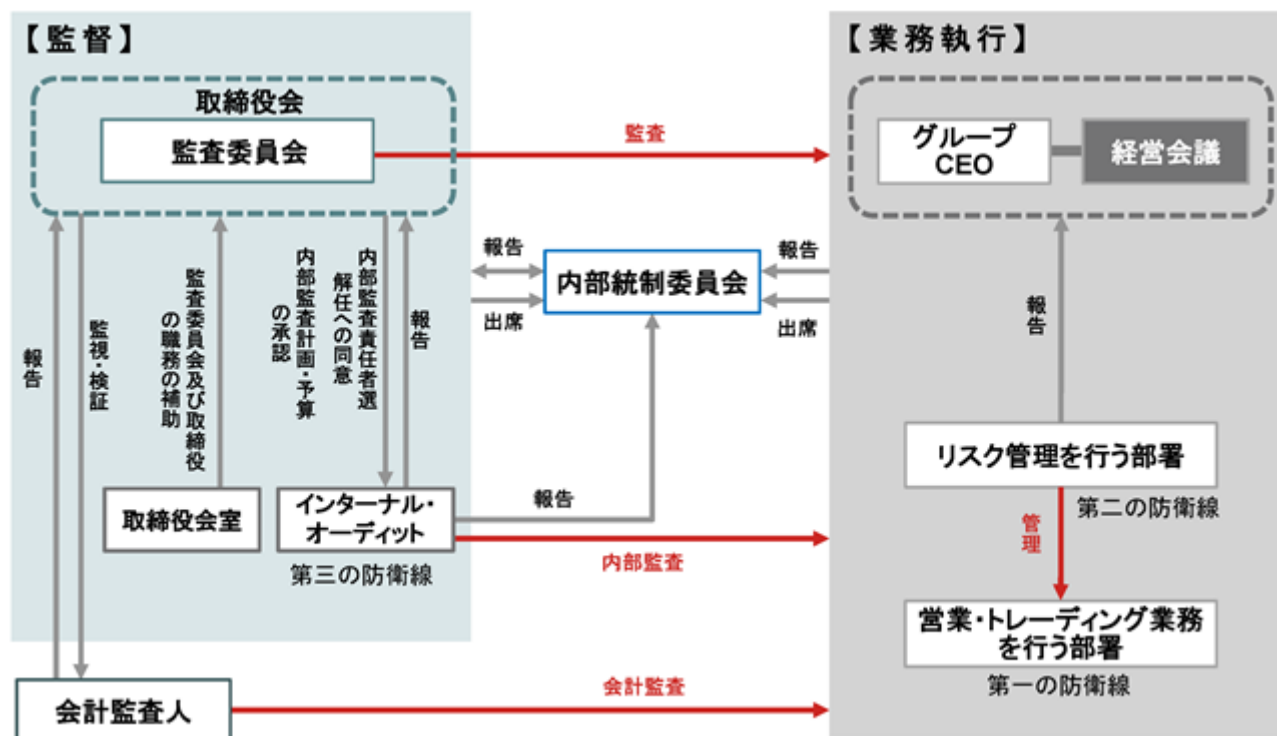 【監督】
取締役会
監査委員会
監査
【業務執行】
グループ
CEO
経営会議
報告
監視・検証
監査委員会及び取締役
の職務の補助
内部監査責任者選
解任への同意
内部監査計画・予算
の承認
報告
報告
出席
内部統制委員会
報告
出席
報告
取締役会室
インターナル・
オーディット
第三の防衛線
報告
内部監査
リスク管理を行う部署
第二の防衛線
管理
営業・トレーディング業務
を行う部署
第一の防衛線
会計監査人
会計監査